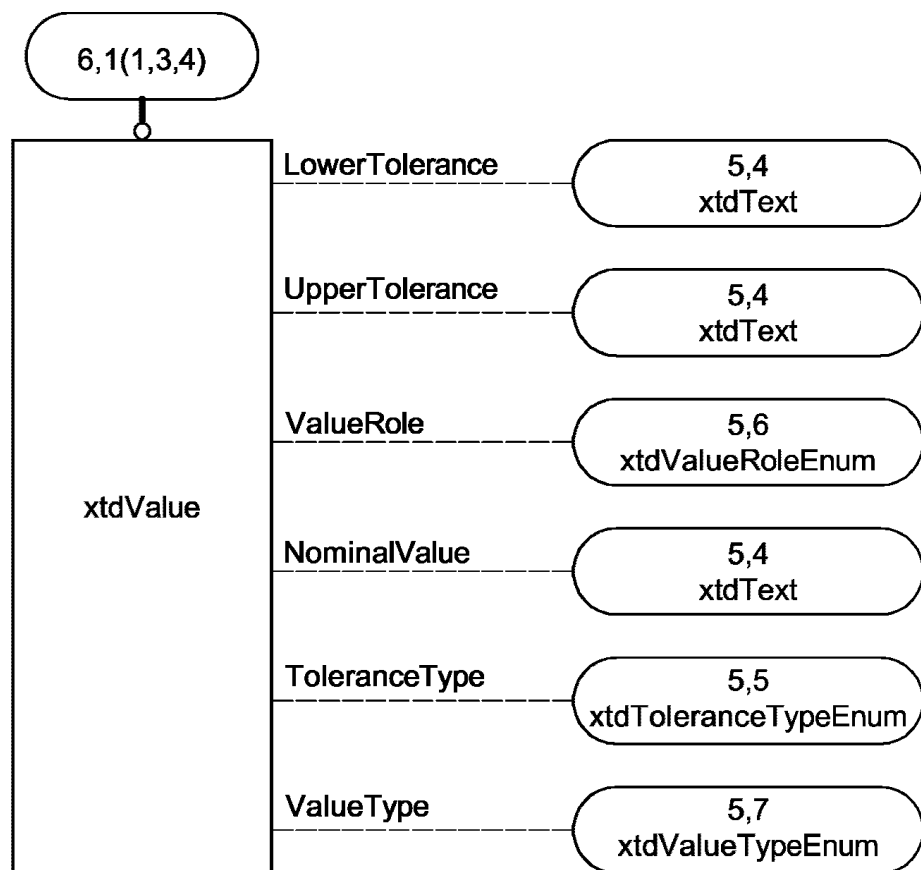 6,1(1,3,4)
xtdValue
LowerTolerance
5,4
xtdText
UpperTolerance
5,4
xtdText
ValueRole
5,6
xtdValueRoleEnum
NominalValue
5,4
xtdText
ToleranceType
5,5
xtdToleranceTypeEnum
ValueType
5,7
xtdValueTypeEnum